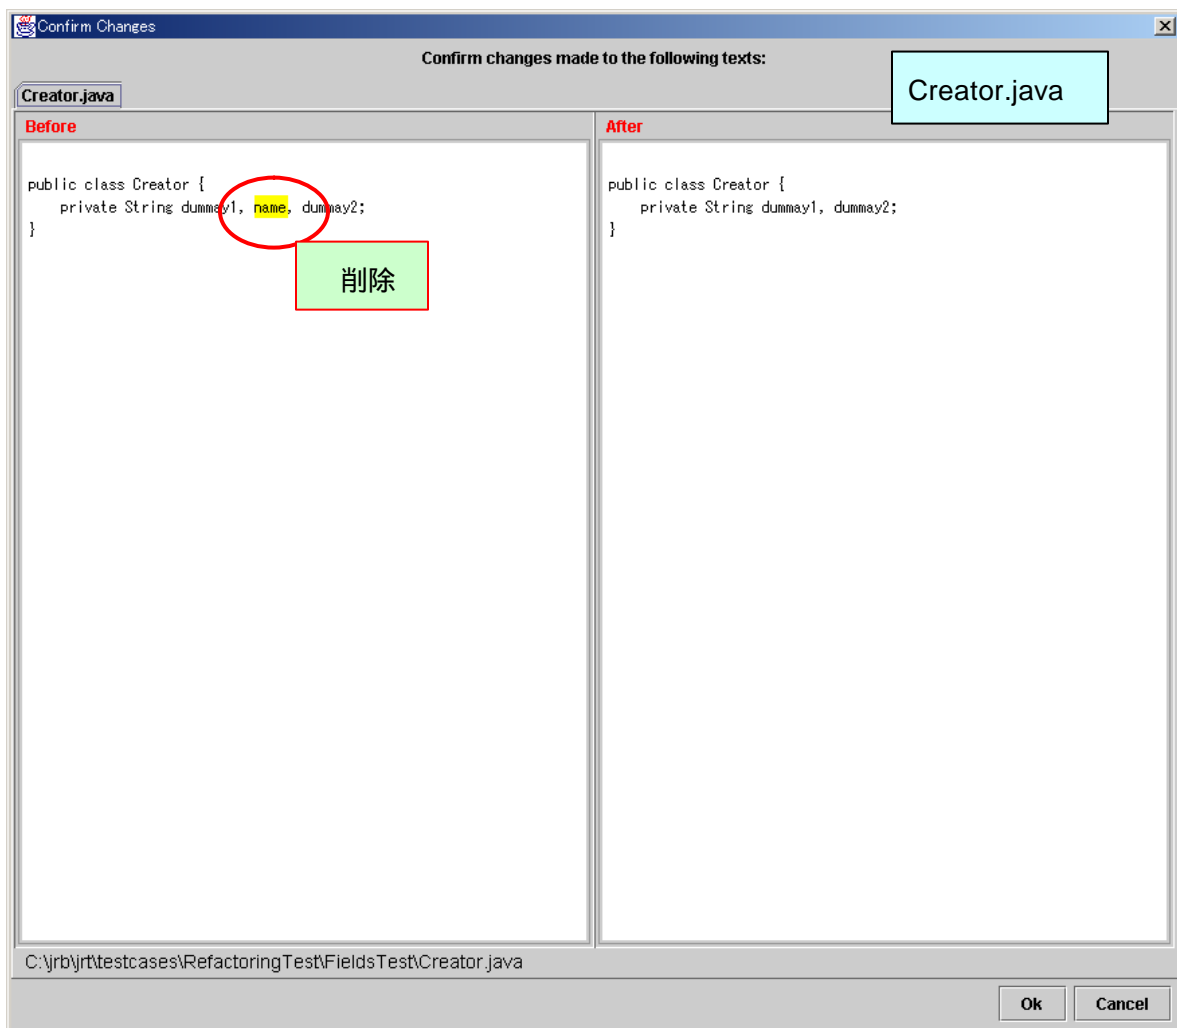 Confirm Changes
Confirm changes made to the following texts:
Creator.java
Creator.java
Before
After
public class Creator {
private String dummay1, name, dummay2;
}
削除
public class Creator {
private String dummay1, dummay2;
}
C:\jrb\jrt\testcases\RefactoringTest\FieldsTest\Creator.java
Ok
Cancel